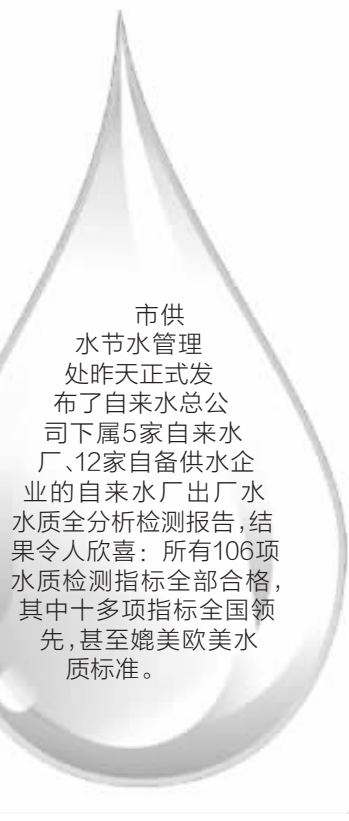 市供
水节水管理
处昨天正式发
布了自来水总公
司下属5家自来水
厂、12家自备供水企
业的自来水厂出厂水
水质全分析检测报告,结
果令人欣喜：所有106项
水质检测指标全部合格,
其中十多项指标全国领
先,甚至媲美欧美水
质标准。